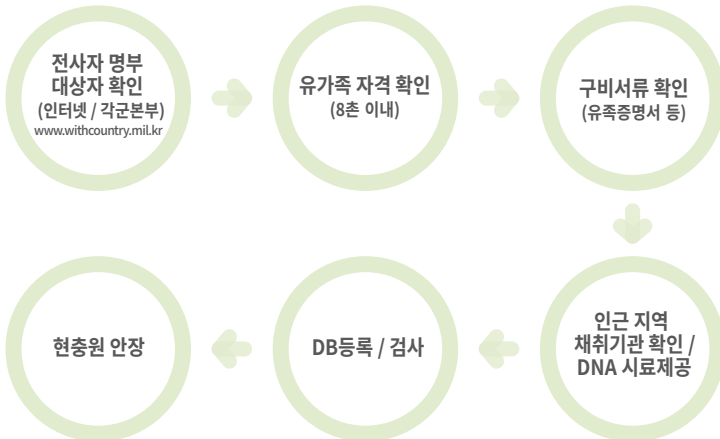 전사자 명부
대상자 확인
(인터넷 / 각군본부)
www.withcountry.mil.kr
유가족 자격 확인
(8촌 이내)
구비서류 확인
(유족증명서 등)
인근 지역
채취기관 확인 /
DNA 시료제공
DB등록 / 검사
현충원 안장